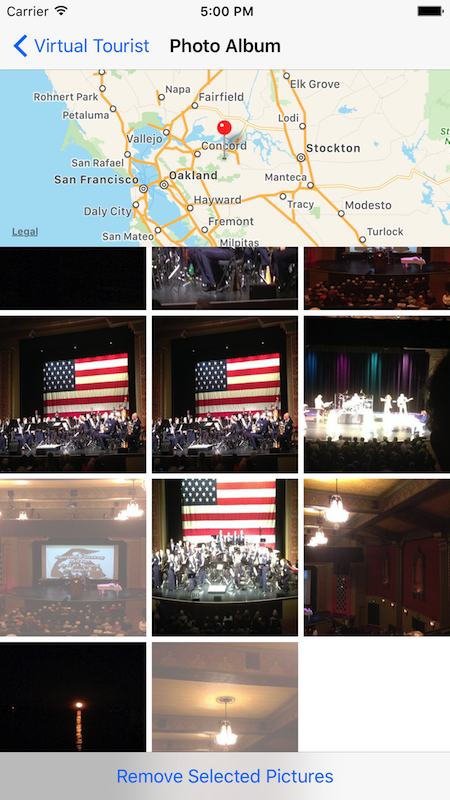 Carrier 5:00 PM
Virtual Tourist Photo Album
Rohnert Park
Napa
Fairfield
Elk Grove
Petaluma
Lodi
Vallejo
Concord
Stockton
San Rafael
San Francisco
Oakland
Manteca
Hayward
Tracy
Modesto
Daly City
Fremont
San Mateo
Milpitas
Turlock
Legal
Remove Selected Pictures